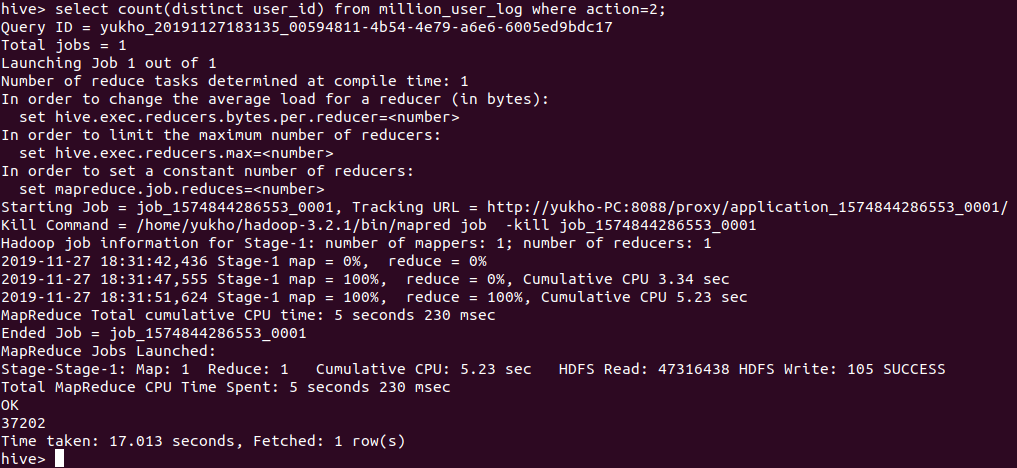 hive> select count(distinct user_id) from million_user_log where action=2;
Query ID = yukho_20191127183135_00594811-4b54-4e79-a6e6-6005ed9bdc17
Total jobs = 1
Launching Job 1 out of 1
Number of reduce tasks determined at compile time: 1
In order to change the average load for a reducer (in bytes):
  set hive.exec.reducers.bytes.per.reducer=<number>
In order to limit the maximum number of reducers:
  set hive.exec.reducers.max=<number>
In order to set a constant number of reducers:
  set mapreduce.job.reduces=<number>
Starting Job = job_1574844286553_0001, Tracking URL = http://yukho-PC:8088/proxy/application_1574844286553_0001/
Kill Command = /home/yukho/hadoop-3.2.1/bin/mapred job  -kill job_1574844286553_0001
Hadoop job information for Stage-1: number of mappers: 1; number of reducers: 1
2019-11-27 18:31:42,436 Stage-1 map = 0%,  reduce = 0%
2019-11-27 18:31:47,555 Stage-1 map = 100%,  reduce = 0%, Cumulative CPU 3.34 sec
2019-11-27 18:31:51,624 Stage-1 map = 100%,  reduce = 100%, Cumulative CPU 5.23 sec
MapReduce Total cumulative CPU time: 5 seconds 230 msec
Ended Job = job_1574844286553_0001
MapReduce Jobs Launched:
Stage-Stage-1: Map: 1  Reduce: 1   Cumulative CPU: 5.23 sec   HDFS Read: 47316438 HDFS Write: 105 SUCCESS
Total MapReduce CPU Time Spent: 5 seconds 230 msec
OK
37202
Time taken: 17.013 seconds, Fetched: 1 row(s)
hive>